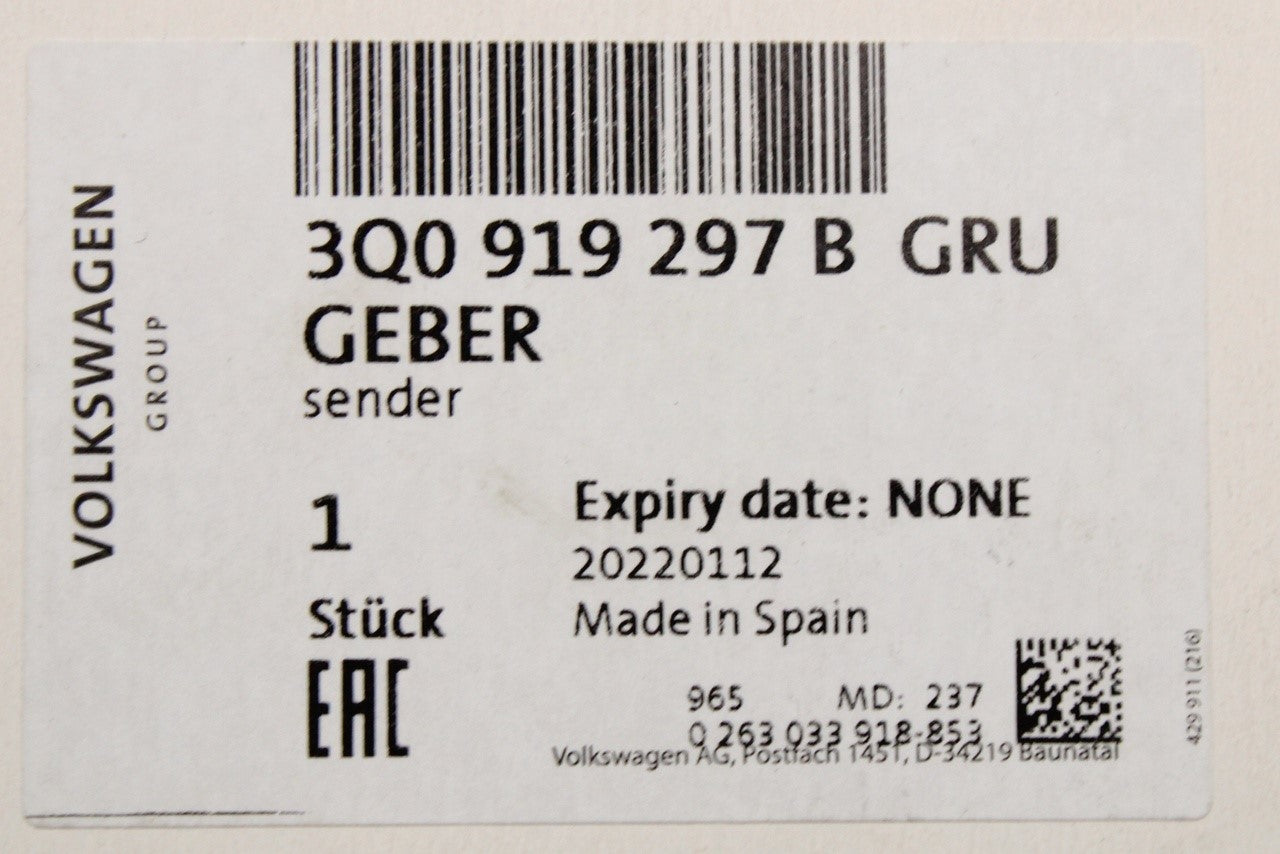 VOLKSWAGEN
GROUP
3Q0 919 297 B GRU
GEBER
sender
1
Expiry date: NONE
20220112
Stück
Made in Spain
EAC
965 MD: 237
0 263 033 918-853
Volkswagen AG, Postfach 1451, D-34219 Baunatal
429 911 (216)